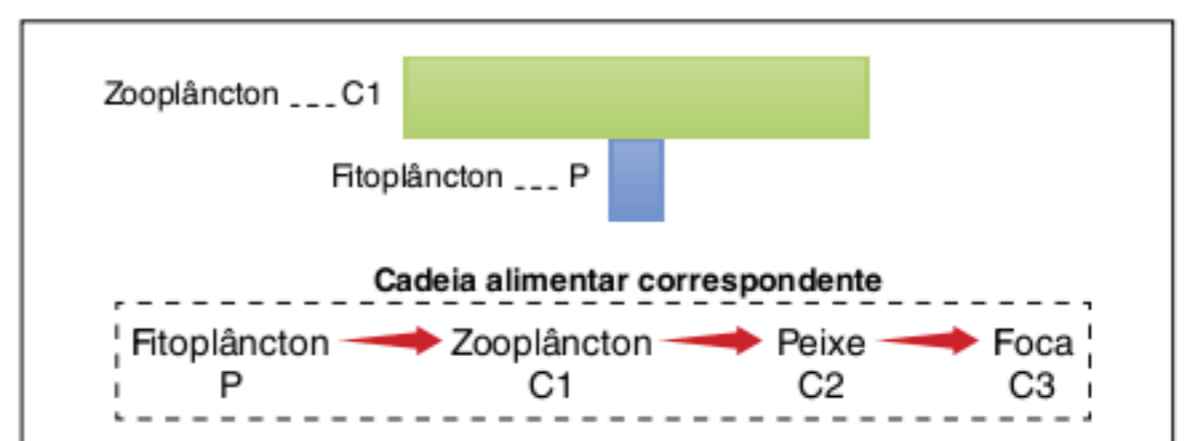 Zooplâncton ___ C1
Fitoplâncton ___ P
Cadeia alimentar correspondente
Fitoplâncton Zooplâncton Peixe Foca
P C1 C2 C3